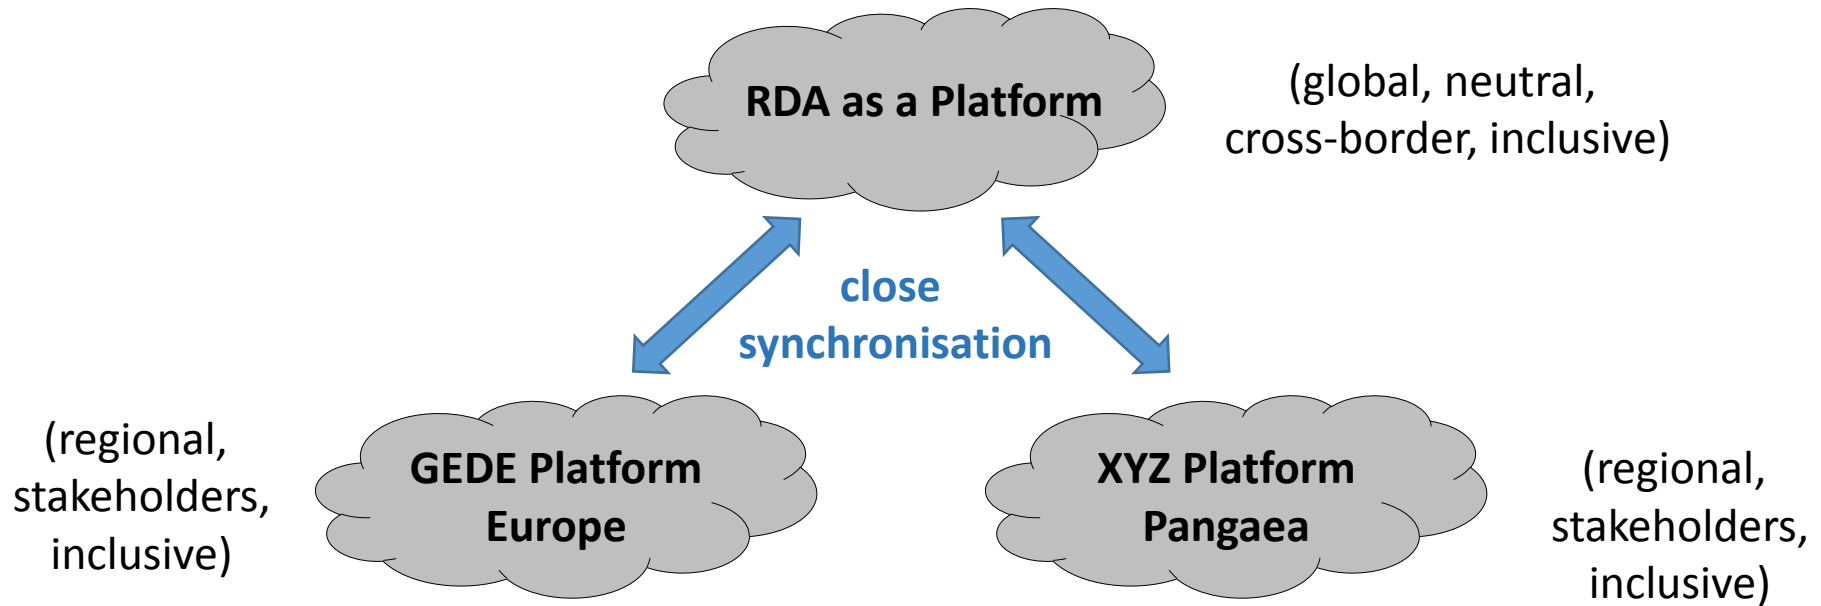 RDA as a Platform
(global, neutral,
cross-border, inclusive)
close
synchronisation
(regional,
stakeholders,
inclusive)
GEDE Platform
Europe
XYZ Platform
Pangaea
(regional,
stakeholders,
inclusive)